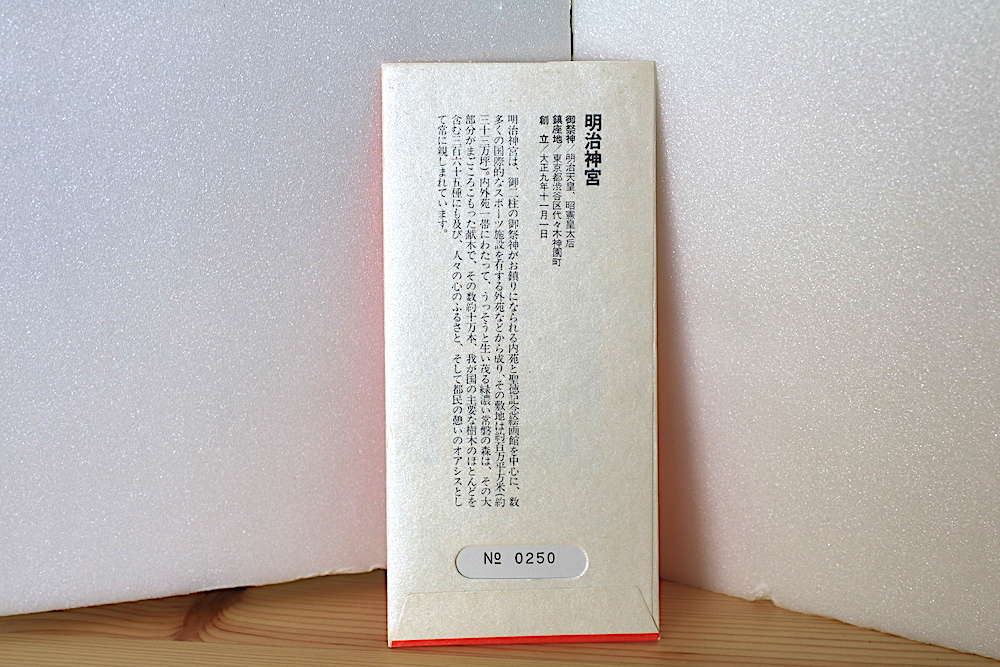 明治神宮
御祭神/明治天皇、昭憲皇太后
鎮座地/東京都渋谷区代々木神園町
創 立/大正九年十一月一日
明治神宮は、御二柱の御祭神がお鎮りになられる内苑と聖徳記念絵画館を中心に、数
多くの国際的なスポーツ施設を有する外苑などから成り、その敷地は約百万平方米(約
三十三万坪)。内外苑一帯にわたって、うっそうと生い茂る緑濃い常磐の森は、その大
部分がまごころこもった献木で、その数約十万本、我が国の主要な樹木のほとんどを
含む三百六十五種にも及び、人々の心のふるさと、そして都民の憩いのオアシスとし
て常に親しまれています。
№ 0250